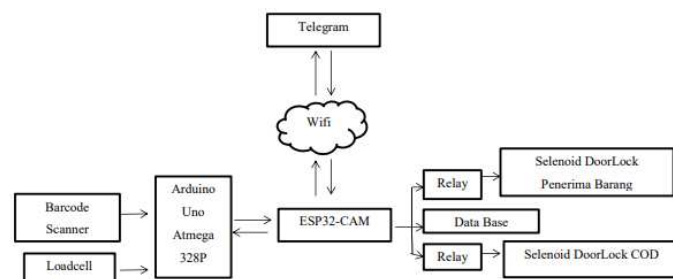 Telegram
Wifi
Barcode
Scanner
Loadcell
Arduino
Uno
Atmega
328P
ESP32-CAM
Relay
Selenoid DoorLock
Penerima Barang
Data Base
Relay
Selenoid DoorLock COD